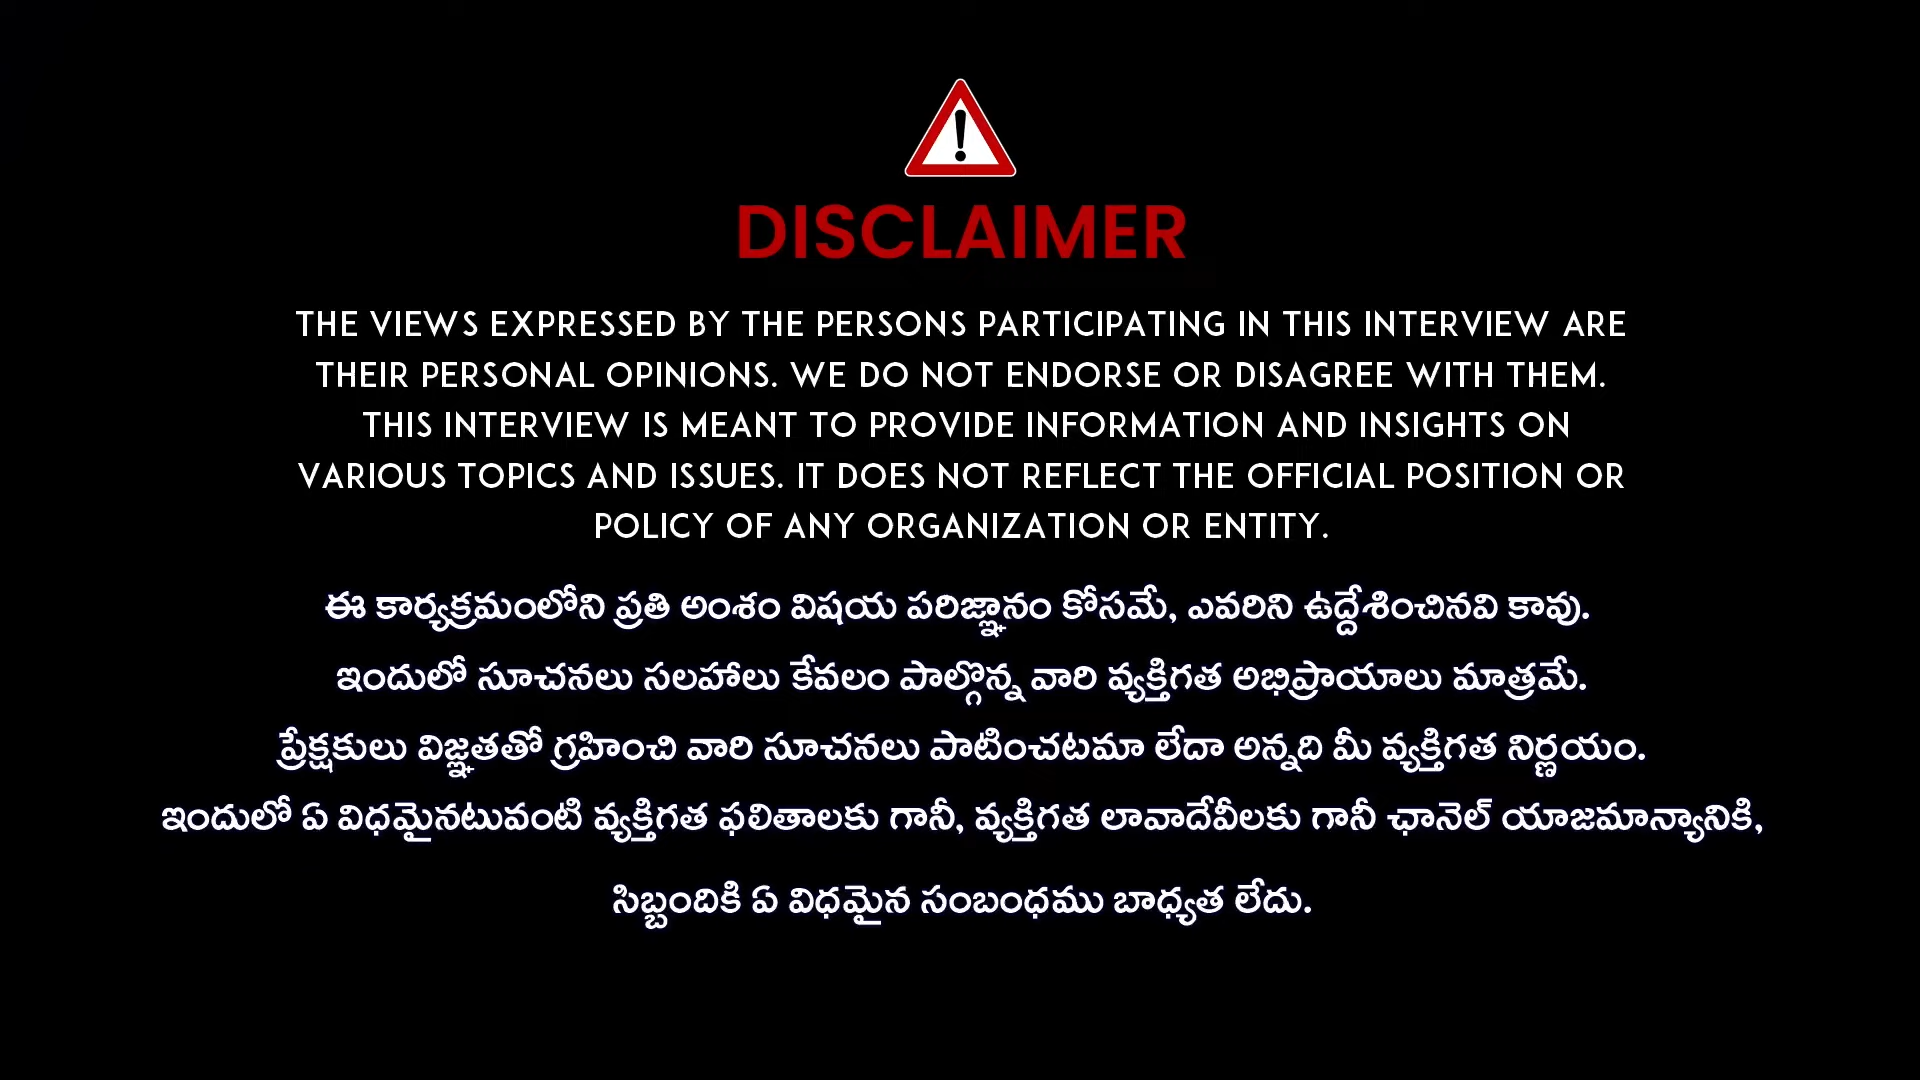 DISCLAIMER
THE VIEWS EXPRESSED BY THE PERSONS PARTICIPATING IN THIS INTERVIEW ARE
THEIR PERSONAL OPINIONS. WE DO NOT ENDORSE OR DISAGREE WITH THEM.
THIS INTERVIEW IS MEANT TO PROVIDE INFORMATION AND INSIGHTS ON
VARIOUS TOPICS AND ISSUES. IT DOES NOT REFLECT THE OFFICIAL POSITION OR
POLICY OF ANY ORGANIZATION OR ENTITY.
ఈ కార్యక్రమంలోని ప్రతి అంశం విషయ పరిజ్ఞానం కోసమే, ఎవరిని ఉద్దేశించినవి కావు.
ఇందులో సూచనలు సలహాలు కేవలం పాల్గొన్న వారి వ్యక్తిగత అభిప్రాయాలు మాత్రమే.
ప్రేక్షకులు విజ్ఞతతో గ్రహించి వారి సూచనలు పాటించటమా లేదా అన్నది మీ వ్యక్తిగత నిర్ణయం.
ఇందులో ఏ విధమైనటువంటి వ్యక్తిగత ఫలితాలకు గానీ, వ్యక్తిగత లావాదేవీలకు గానీ ఛానెల్ యాజమాన్యానికి,
సిబ్బందికి ఏ విధమైన సంబంధము బాధ్యత లేదు.